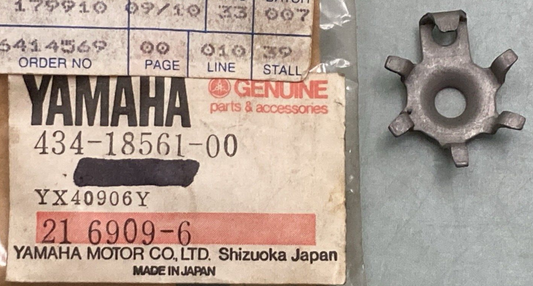 179910 09/10 33 007
6414569 00 010 39
ORDER NO PAGE LINE STALL
YAMAHA
GENUINE
parts & accessories
434-18561-00
YX40906Y
21 6909-6
YAMAHA MOTOR CO., LTD. Shizuoka Japan
MADE IN JAPAN